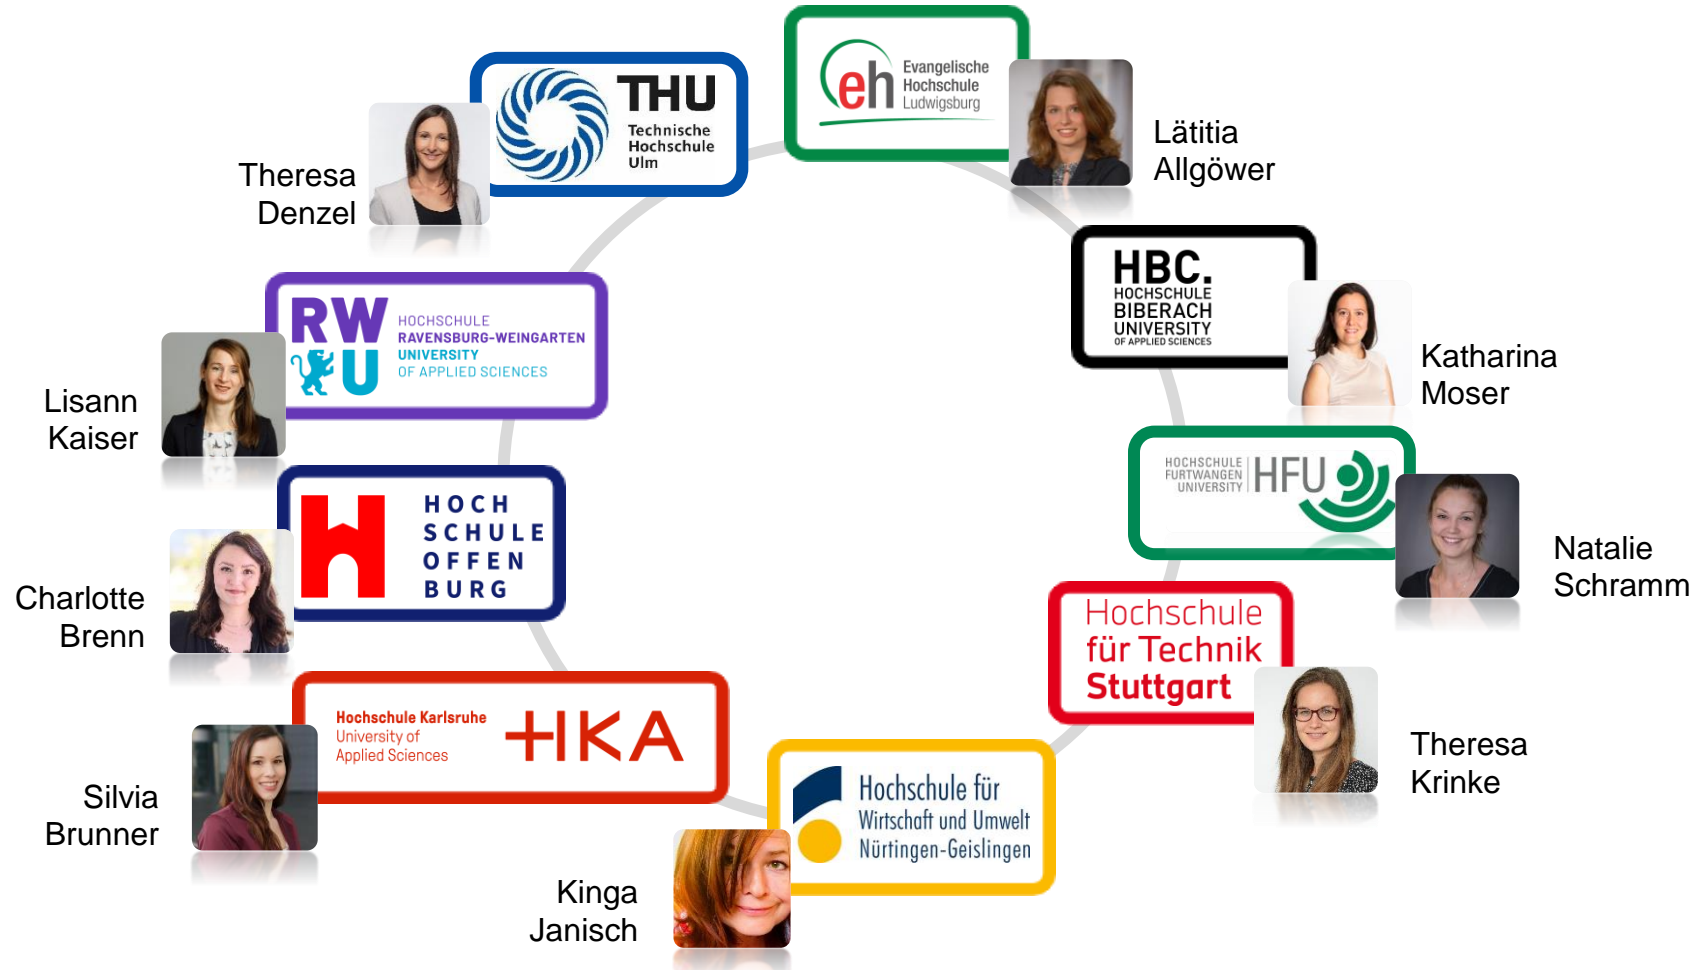 THU
Technische
Hochschule
Ulm
Theresa
Denzel
eh
Evangelische
Hochschule
Ludwigsburg
Lätitia
Allgöwer
HBC.
HOCHSCHULE
BIBERACH
UNIVERSITY
OF APPLIED SCIENCES
Katharina
Moser
RW
U
HOCHSCHULE
RAVENSBURG-WEINGARTEN
UNIVERSITY
OF APPLIED SCIENCES
Lisann
Kaiser
HOCHSCHULE
FURTWANGEN
UNIVERSITY
HFU
Natalie
Schramm
HOCH
SCHULE
OFFEN
BURG
Charlotte
Brenn
Hochschule
für Technik
Stuttgart
Theresa
Krinke
Hochschule Karlsruhe
University of
Applied Sciences
HKA
Silvia
Brunner
Hochschule für
Wirtschaft und Umwelt
Nürtingen-Geislingen
Kinga
Janisch